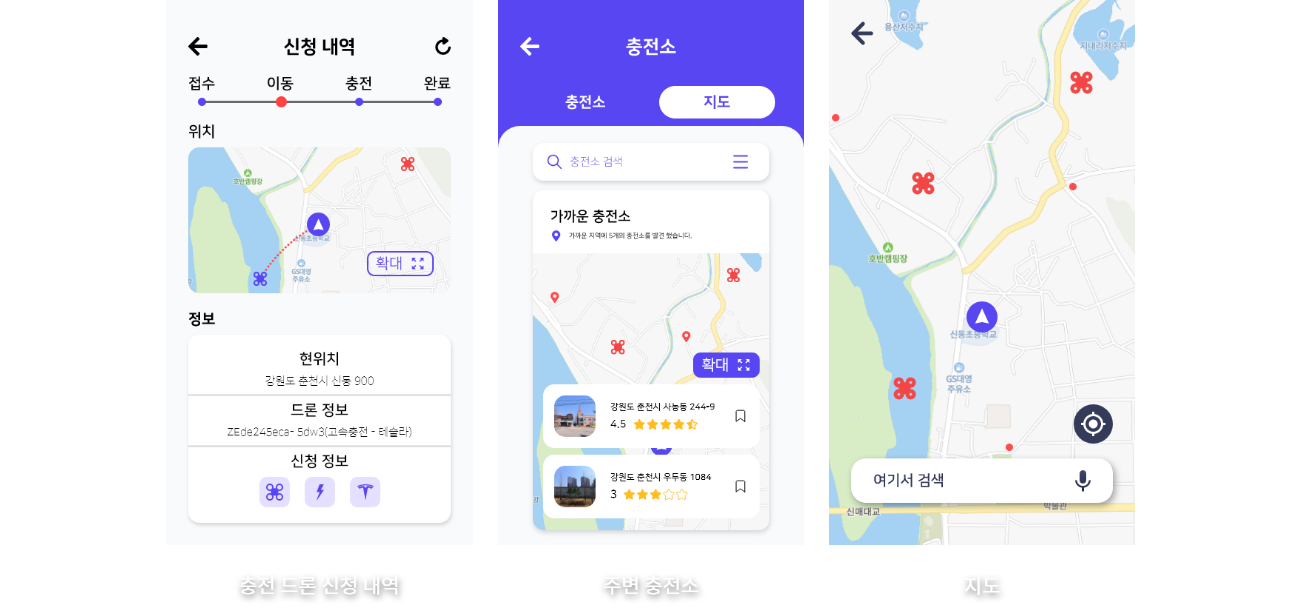 신청 내역
접수 이동 충전 완료
위치
호반캠핑장
신동초등학교
GS대영
주유소
확대
정보
현위치
강원도 춘천시 신동 900
드론 정보
ZEde245eca- 5dw3(고속충전 - 테슬라)
신청 정보
충전 드론 신청 내역
충전소
충전소 지도
충전소 검색
가까운 충전소
가까운 지역에 5개의 충전소를 발견 했습니다.
확대
강원도 춘천시 사농동 244-9
4.5
강원도 춘천시 우두동 1084
3
주변 충전소
용산저수지
지내리저수지
호반캠핑장
신동초등학교
GS대영
주유소
여기서 검색
신매대교
박물관
지도